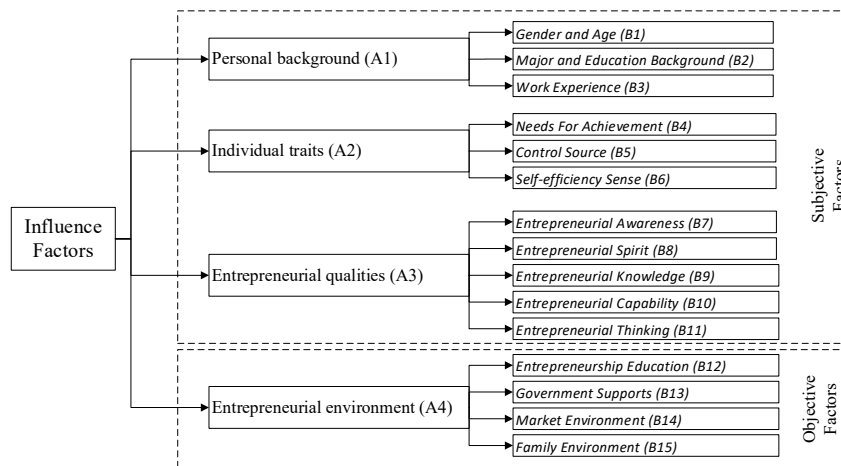 Influence
Factors
Personal background (A1)
Gender and Age (B1)
Major and Education Background (B2)
Work Experience (B3)
Individual traits (A2)
Needs For Achievement (B4)
Control Source (B5)
Self-efficiency Sense (B6)
Entrepreneurial qualities (A3)
Entrepreneurial Awareness (B7)
Entrepreneurial Spirit (B8)
Entrepreneurial Knowledge (B9)
Entrepreneurial Capability (B10)
Entrepreneurial Thinking (B11)
Subjective
Factors
Entrepreneurial environment (A4)
Entrepreneurship Education (B12)
Government Supports (B13)
Market Environment (B14)
Family Environment (B15)
Objective
Factors